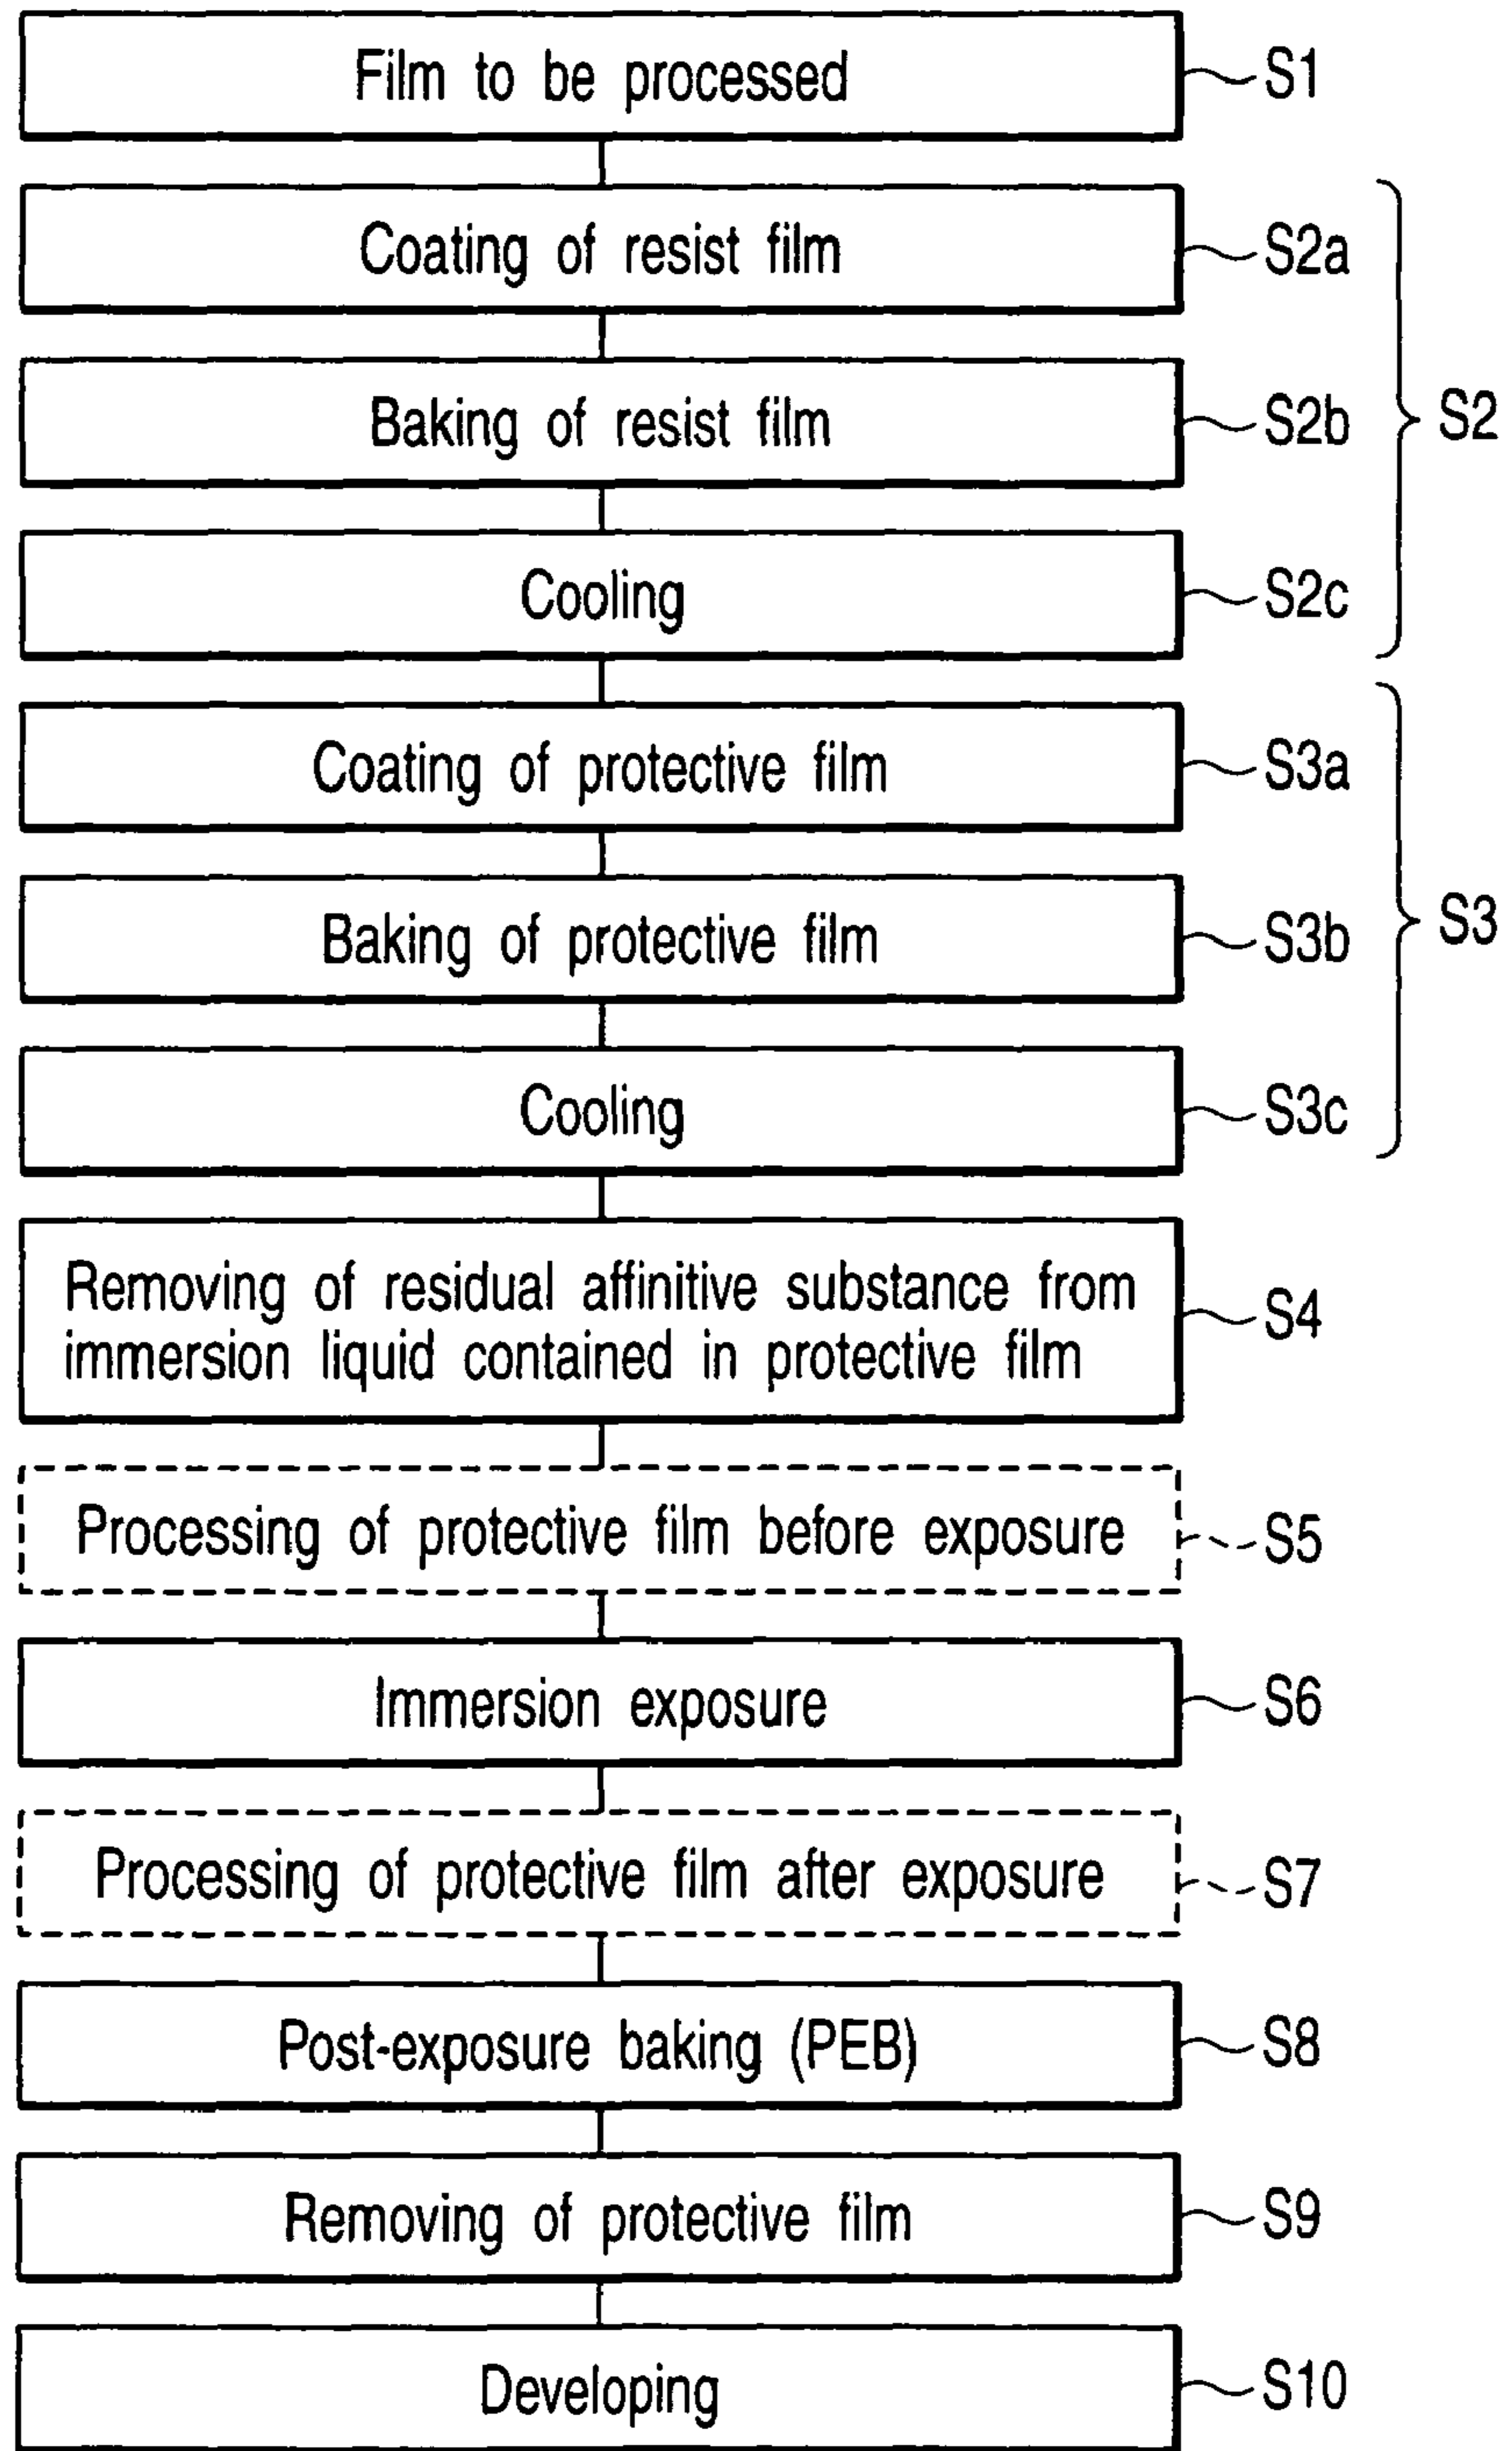 Film to be processed
S1
Coating of resist film
S2a
Baking of resist film
S2b
S2
Cooling
S2c
Coating of protective film
S3a
Baking of protective film
S3b
S3
Cooling
S3c
Removing of residual affinitive substance from
immersion liquid contained in protective film
S4
Processing of protective film before exposure
S5
Immersion exposure
S6
Processing of protective film after exposure
S7
Post-exposure baking (PEB)
S8
Removing of protective film
S9
Developing
S10